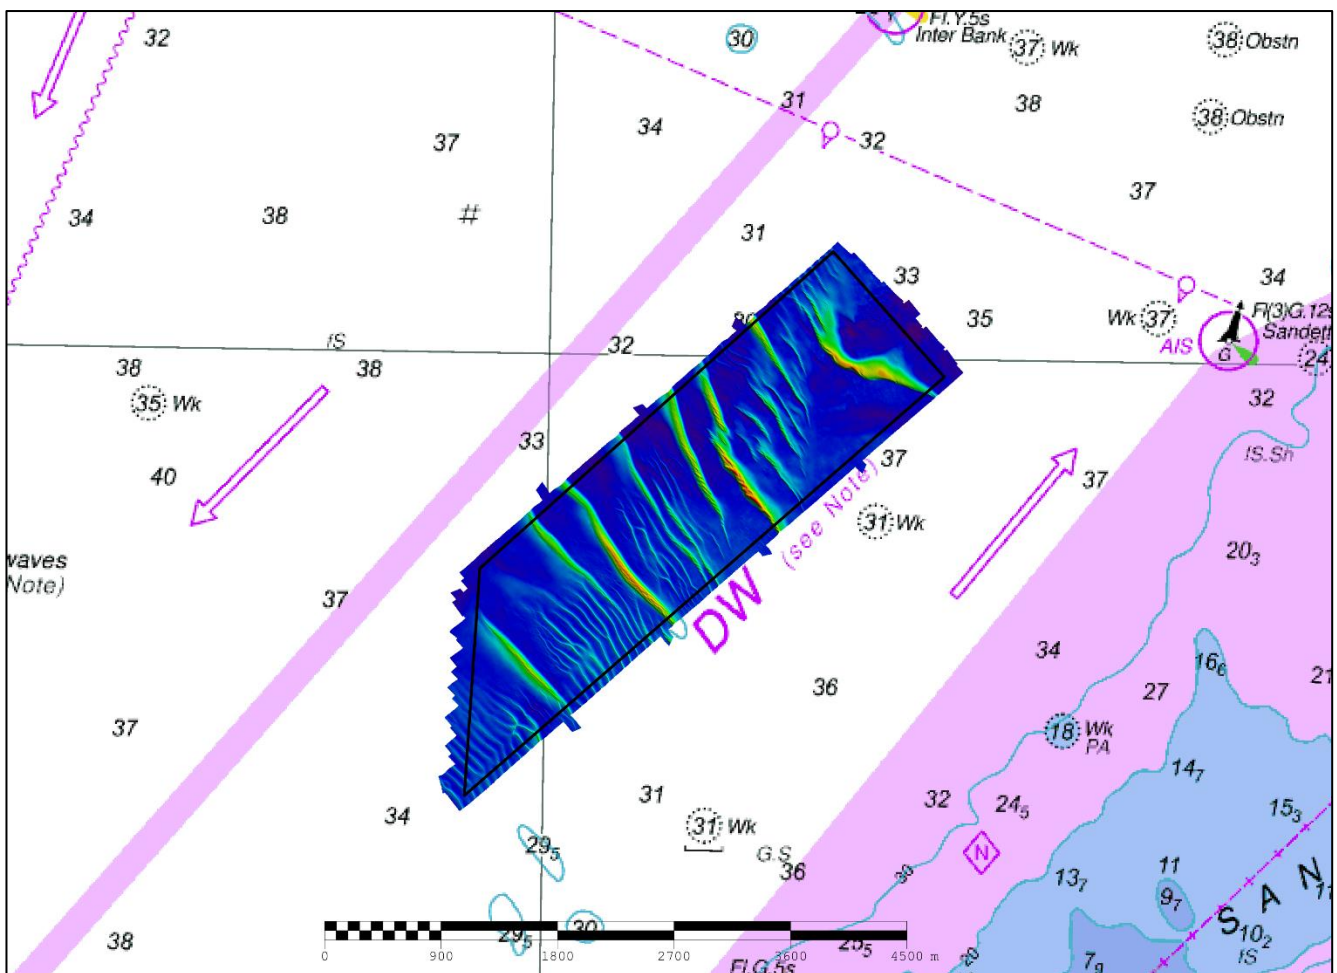 Fl.Y.5s
32
30
Inter Bank
37 Wk
38 Obstn
31
38
34
38 Obstn
37
32
37
34
38
#
31
33
34
35
Wk 37
Fl(3)G.12s
Sandett
AIS
G
fS
32
38
38
24
35 Wk
32
33
37
fS.Sh
40
37
31 Wk
(see Note)
waves
Note)
20₃
37
DW
34
16₆
36
27
21
37
18 Wk
PA
14₇
31
32
24₅
15₃
34
31 Wk
G.S
29₅
N
36
30
13₇
11
9₇
S A N
11
38
29₅
30
25₅
10₂
fS
0 900 1800 2700 3600 4500 m
20
7₉
Fl.G.5s